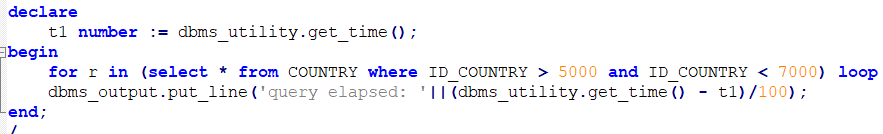 declare
    t1 number := dbms_utility.get_time();
begin
    for r in (select * from COUNTRY where ID_COUNTRY > 5000 and ID_COUNTRY < 7000) loop
    dbms_output.put_line('query elapsed: '||(dbms_utility.get_time() - t1)/100);
end;
/